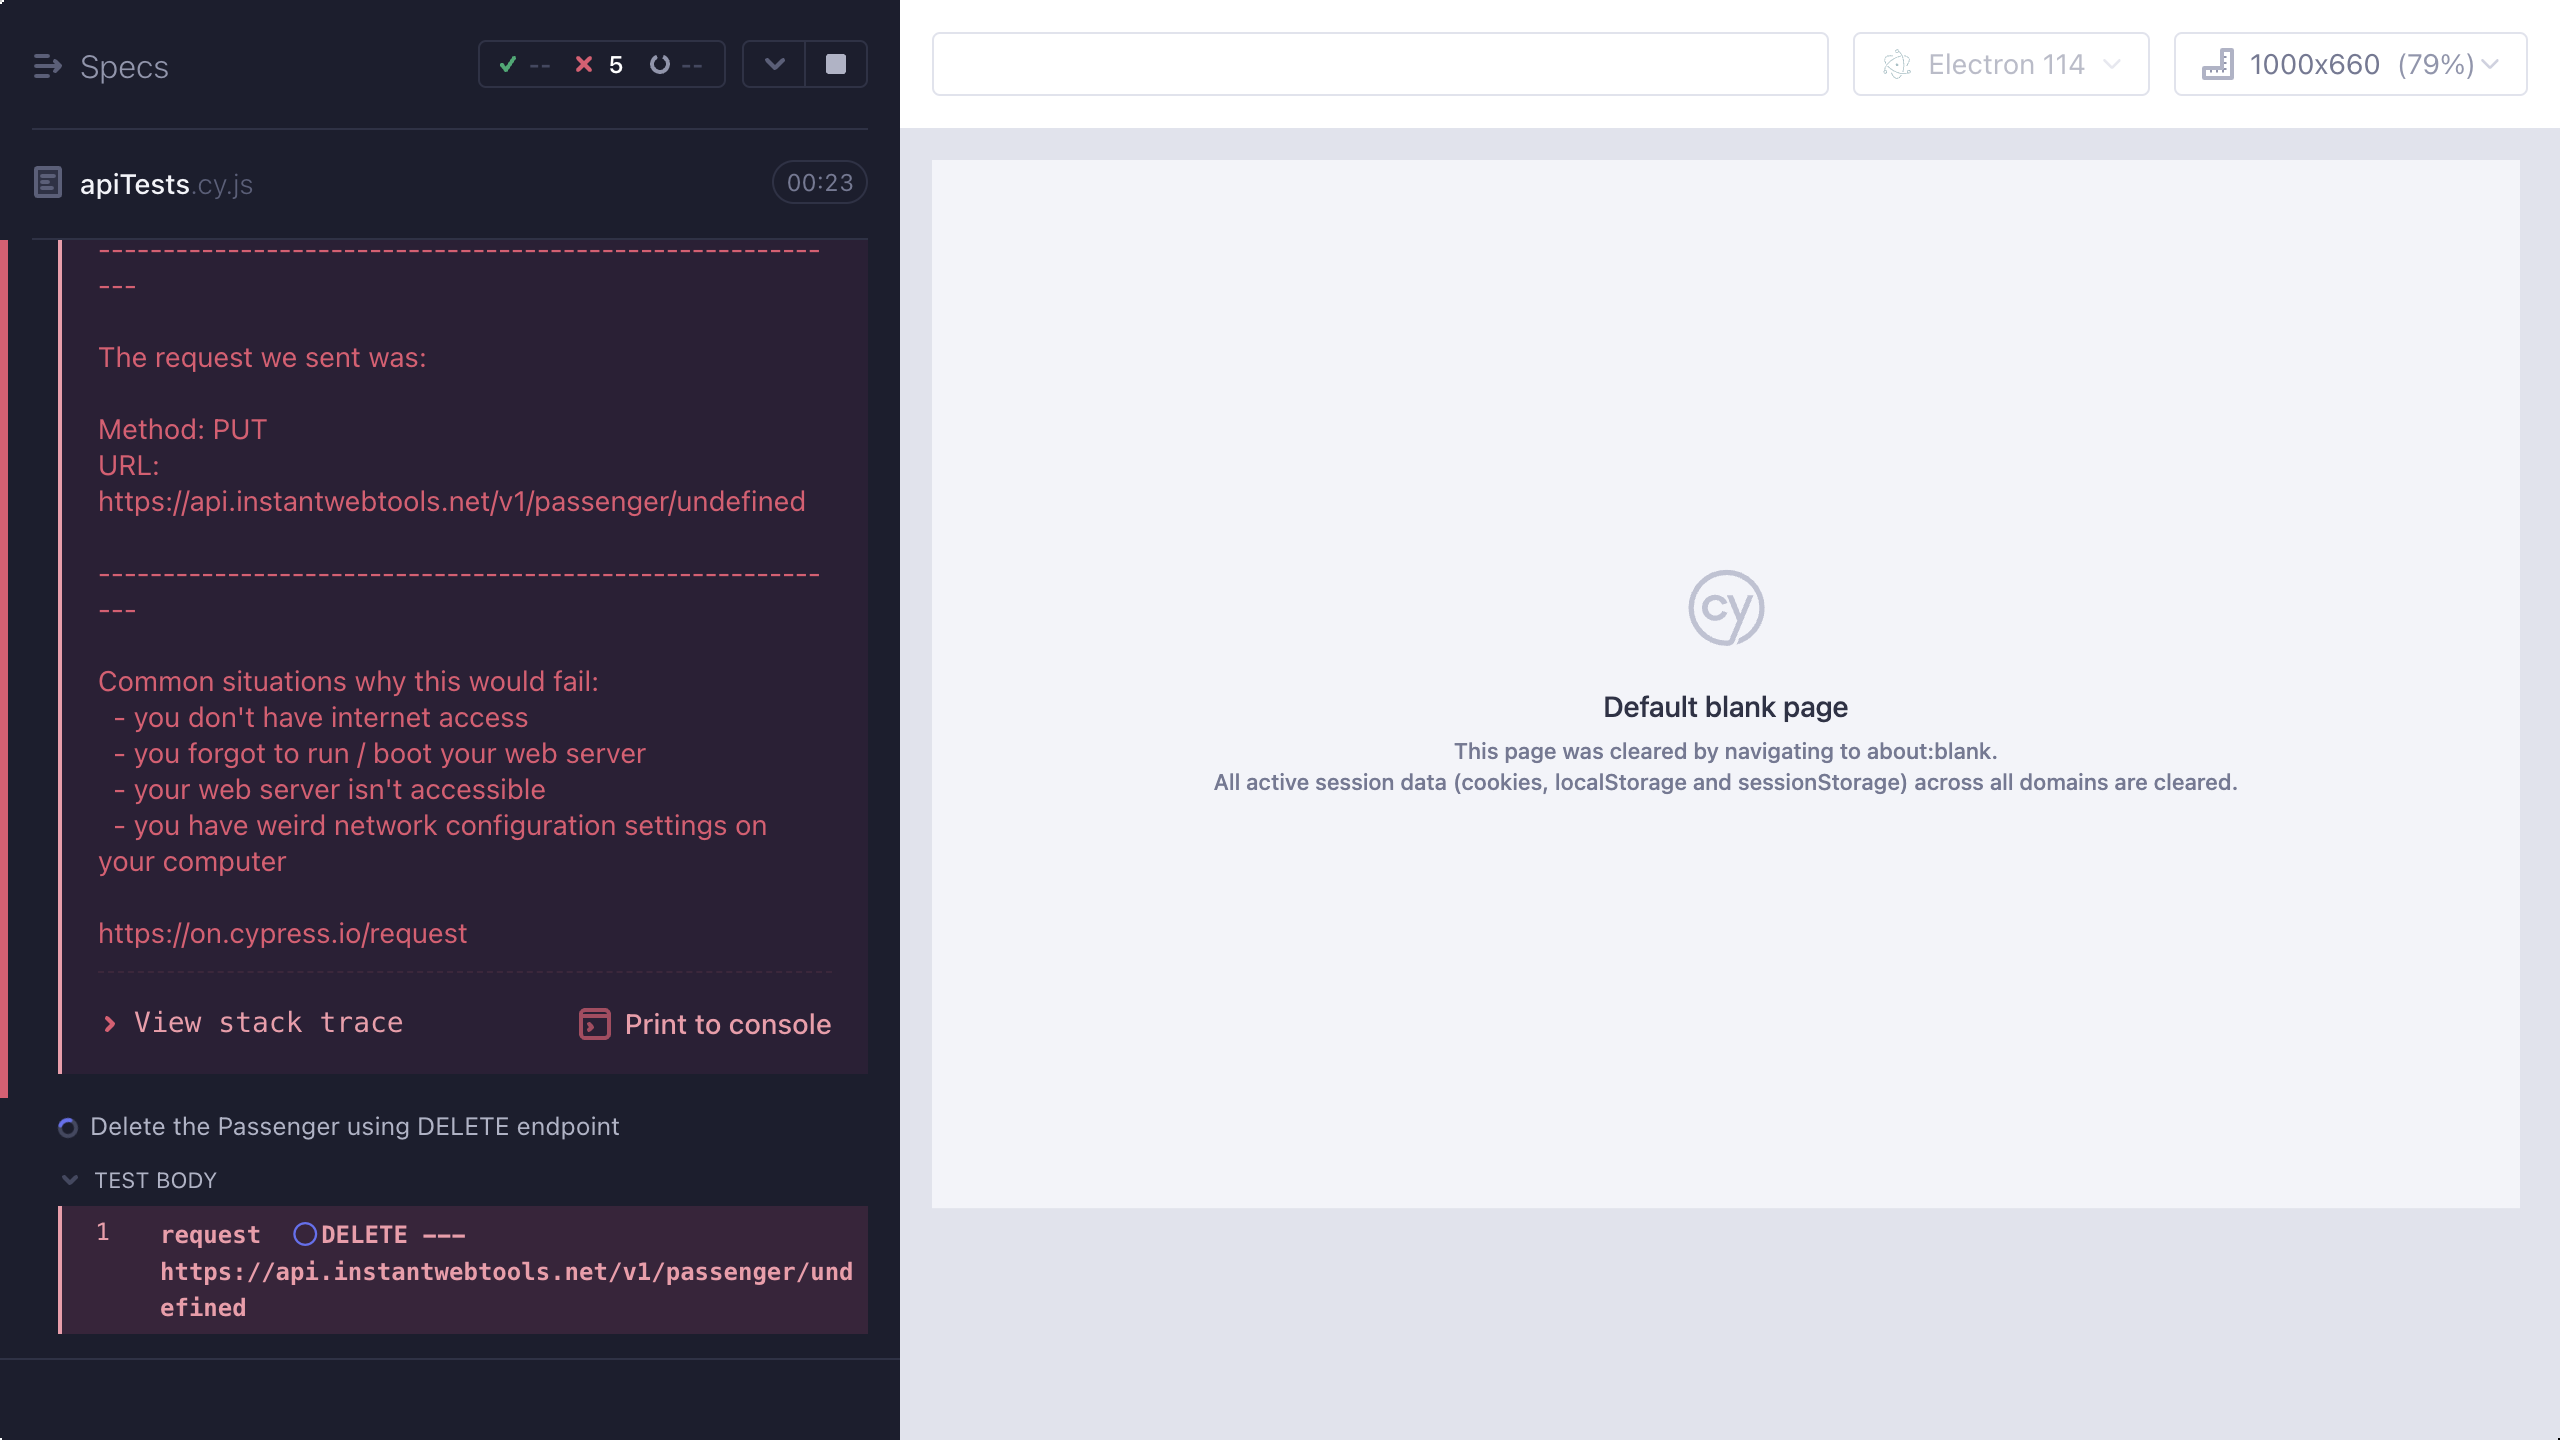 Specs
-- 5 --
apiTests.cy.js
00:23
--------------------------------------------------------
---
The request we sent was:
Method: PUT
URL:
https://api.instantwebtools.net/v1/passenger/undefined
--------------------------------------------------------
---
Common situations why this would fail:
- you don't have internet access
- you forgot to run / boot your web server
- your web server isn't accessible
- you have weird network configuration settings on
your computer
https://on.cypress.io/request
View stack trace
Print to console
Delete the Passenger using DELETE endpoint
TEST BODY
1 request DELETE ---
https://api.instantwebtools.net/v1/passenger/und
efined
Electron 114
1000x660 (79%)
cy
Default blank page
This page was cleared by navigating to about:blank.
All active session data (cookies, localStorage and sessionStorage) across all domains are cleared.